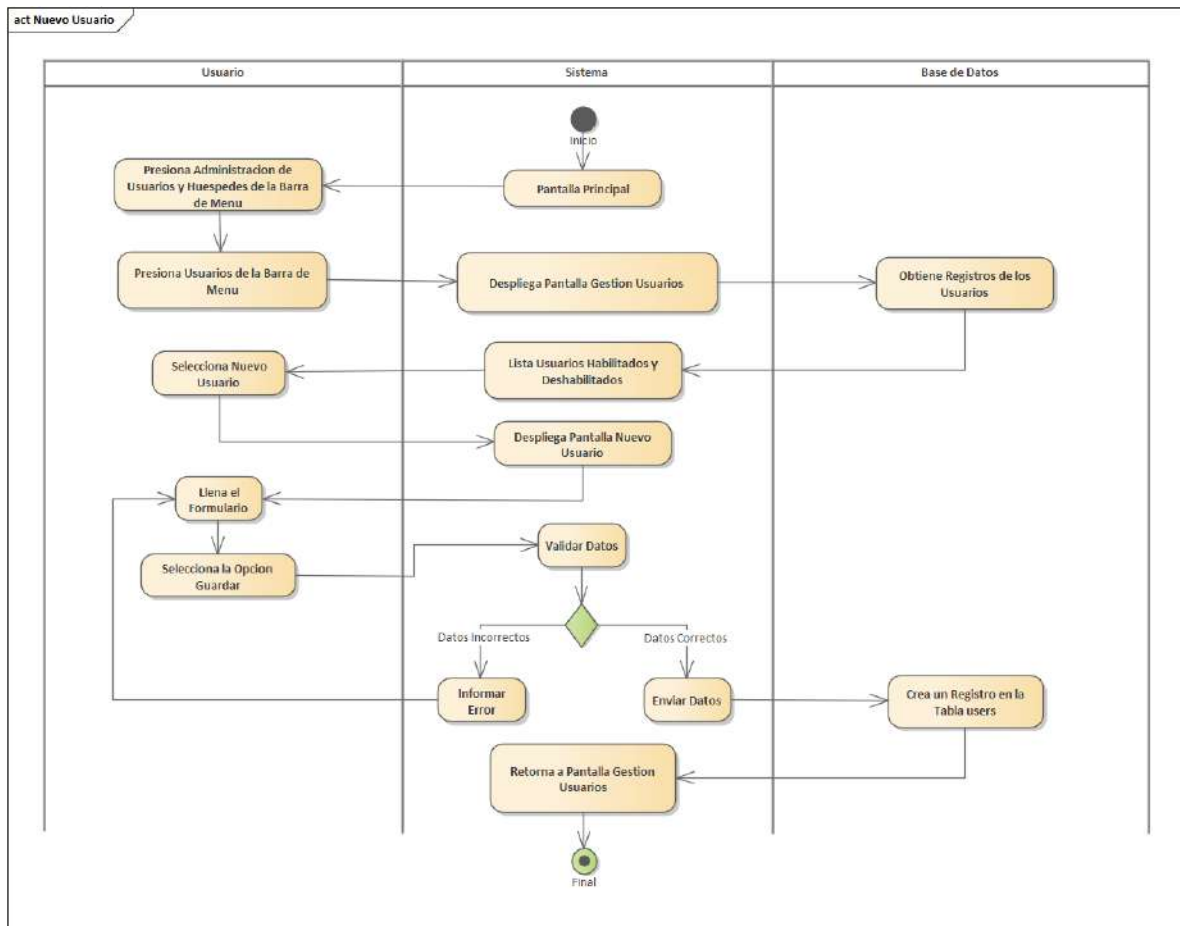 act Nuevo Usuario
Usuario
Sistema
Base de Datos
Inicio
Presiona Administracion de
Usuarios y Huespedes de la Barra
de Menu
Pantalla Principal
Presiona Usuarios de la Barra de
Menu
Despliega Pantalla Gestion Usuarios
Obtiene Registros de los
Usuarios
Selecciona Nuevo
Usuario
Lista Usuarios Habilitados y
Deshabilitados
Despliega Pantalla Nuevo
Usuario
Llena el
Formulario
Selecciona la Opcion
Guardar
Validar Datos
Datos Incorrectos
Datos Correctos
Informar
Error
Enviar Datos
Crea un Registro en la
Tabla users
Retorna a Pantalla Gestion
Usuarios
Final